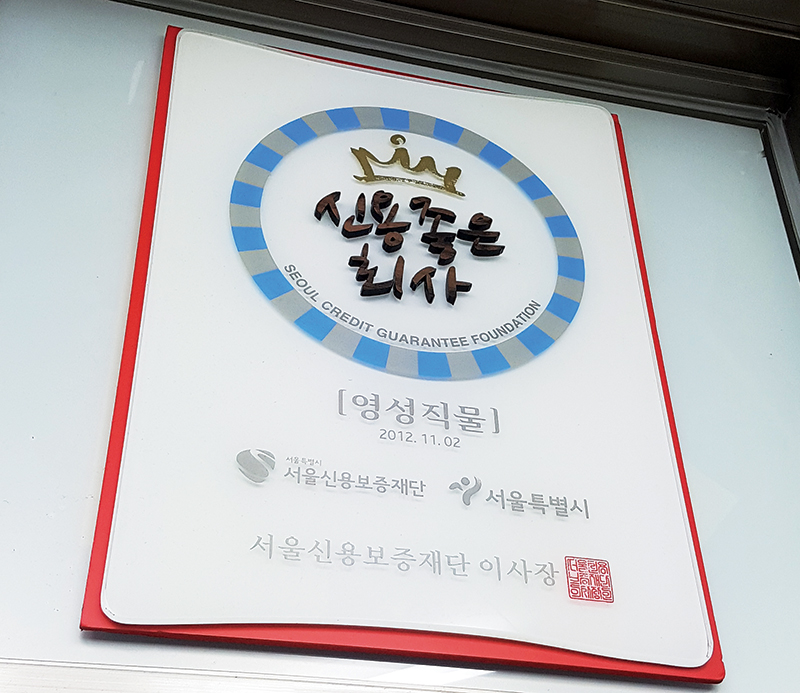 신용좋은
회사
SEOUL CREDIT GUARANTEE FOUNDATION
[영성직물]
2012. 11. 02
서울특별시
서울신용보증재단
서울특별시
서울신용보증재단 이사장